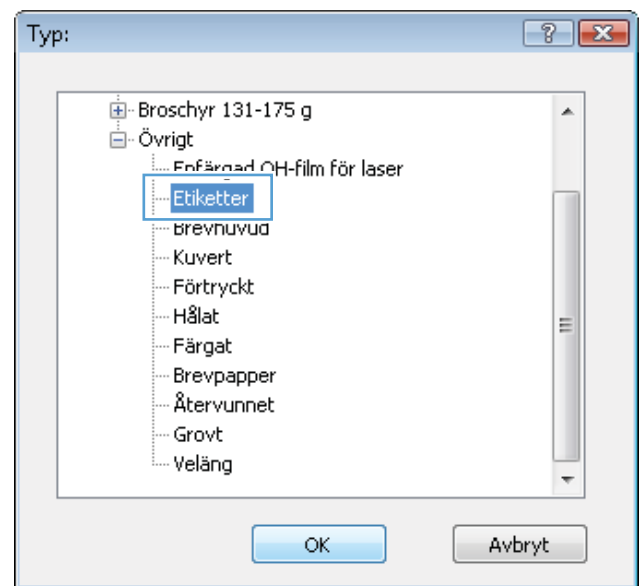 Typ:
Broschyr 131-175 g
Övrigt
Enfärgad OH-film för laser
Etiketter
Brevhuvud
Kuvert
Förtryckt
Hålat
Färgat
Brevpapper
Återvunnet
Grovt
Veläng
OK Avbryt